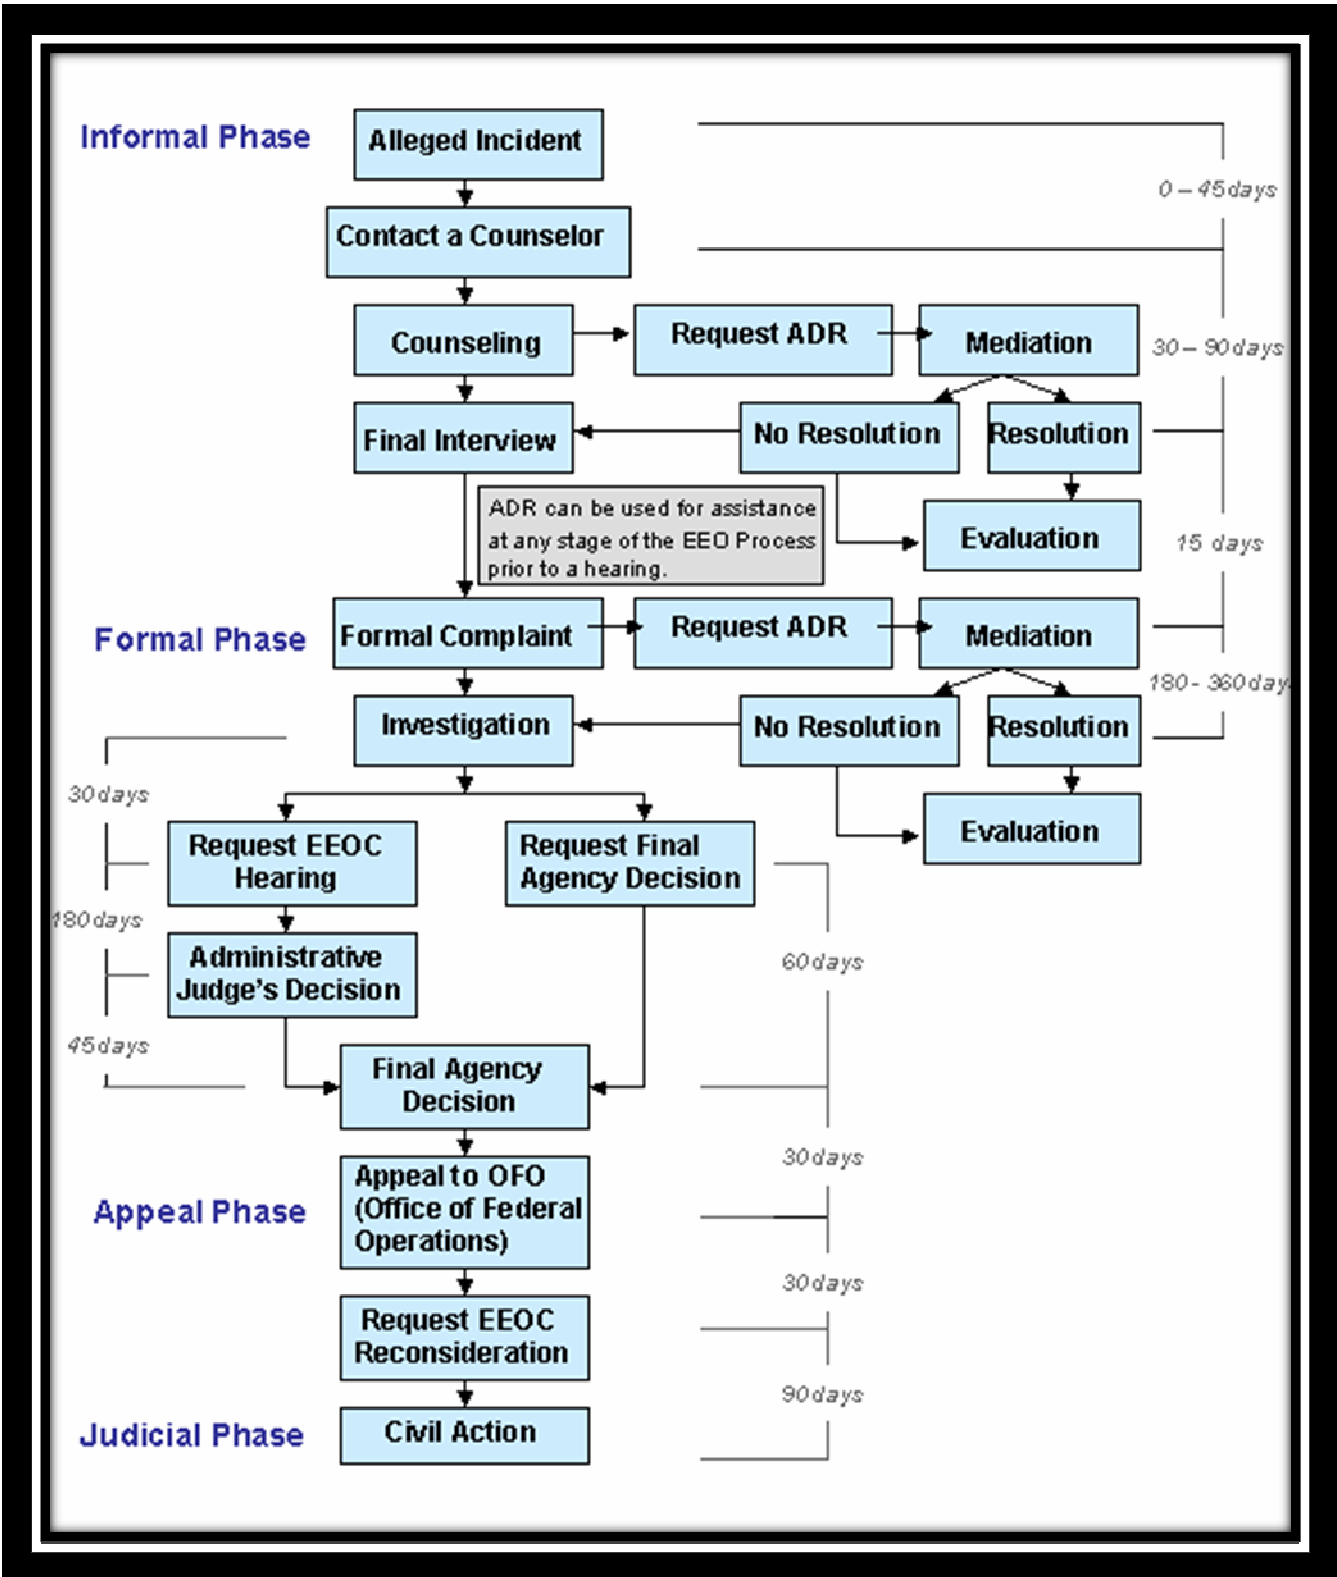 Informal Phase
Alleged Incident
0 – 45 days
Contact a Counselor
Counseling
Request ADR
Mediation
30 – 90 days
Final Interview
No Resolution
Resolution
ADR can be used for assistance
at any stage of the EEO Process
prior to a hearing.
Evaluation
15 days
Formal Phase
Formal Complaint
Request ADR
Mediation
180 - 360 day
Investigation
No Resolution
Resolution
30 days
Request EEOC
Hearing
Request Final
Agency Decision
Evaluation
180 days
Administrative
Judge's Decision
60 days
45 days
Final Agency
Decision
30 days
Appeal Phase
Appeal to OFO
(Office of Federal
Operations)
30 days
Request EEOC
Reconsideration
90 days
Judicial Phase
Civil Action